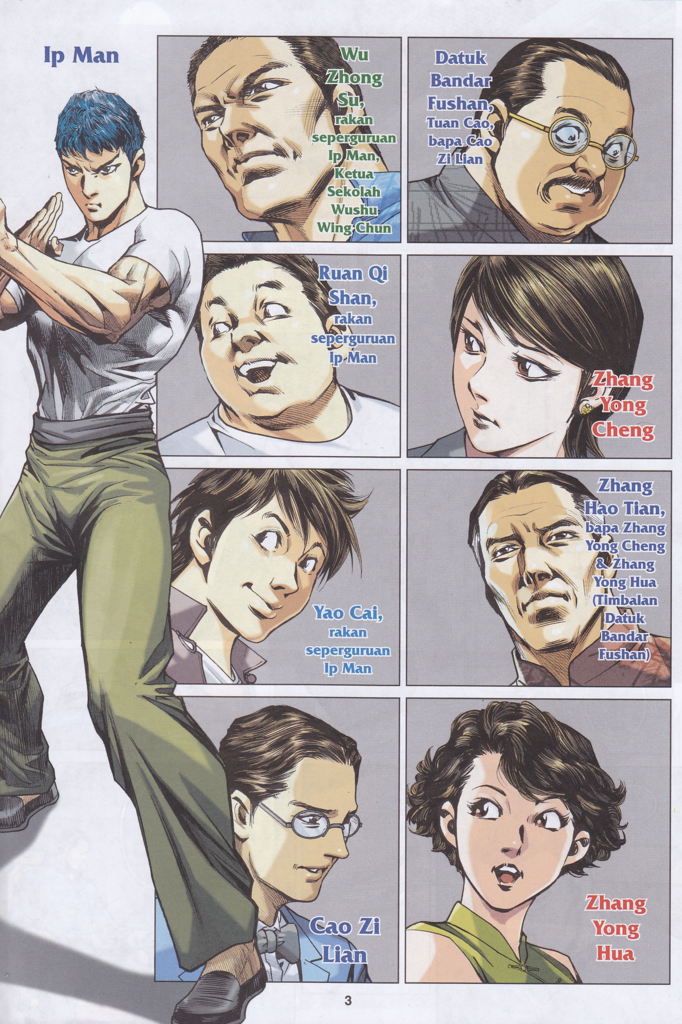 Ip Man
Wu
Zhong
Su,
rakan
seperguruan
Ip Man,
Ketua
Sekolah
Wushu
Wing Chun
Datuk
Bandar
Fushan,
Tuan Cao,
bapa Cao
Zi Lian
Ruan Qi
Shan,
rakan
seperguruan
Ip Man
Zhang
Yong
Cheng
Yao Cai,
rakan
seperguruan
Ip Man
Zhang
Hao Tian,
bapa Zhang
Yong Cheng
& Zhang
Yong Hua
(Timbalan
Datuk
Bandar
Fushan)
Cao Zi
Lian
Zhang
Yong
Hua
3